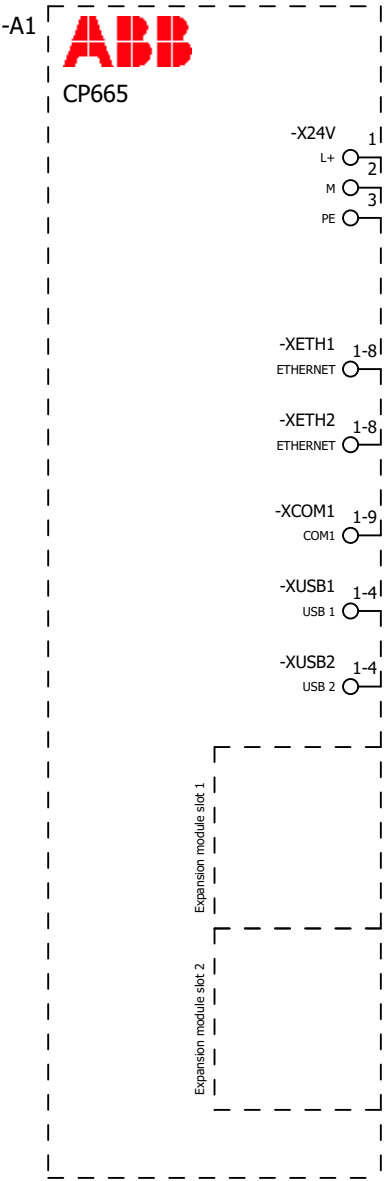 -A1
ABB
CP665
-X24V 1
L+
2
M
3
PE
-XETH1 1-8
ETHERNET
-XETH2 1-8
ETHERNET
-XCOM1 1-9
COM1
-XUSB1 1-4
USB 1
-XUSB2 1-4
USB 2
Expansion module slot 1
Expansion module slot 2